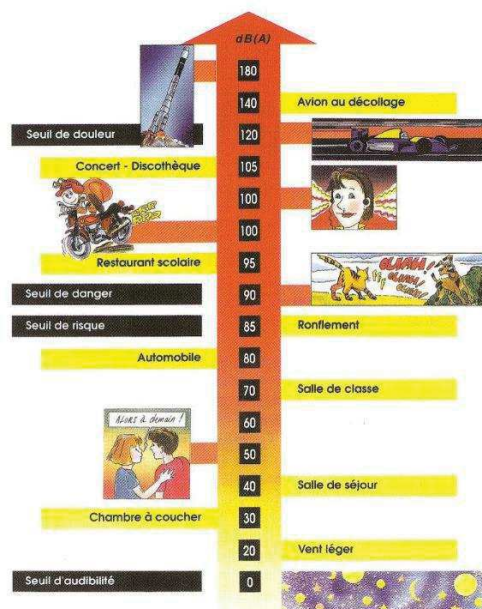 dB(A)
180
140 Avion au décollage
Seuil de douleur 120
Concert - Discothèque 105
100
100
Restaurant scolaire 95
Seuil de danger 90
Seuil de risque 85 Ronflement
Automobile 80
70 Salle de classe
60
ALORS à demain !
50
40 Salle de séjour
Chambre à coucher 30
20 Vent léger
Seuil d'audibilité 0